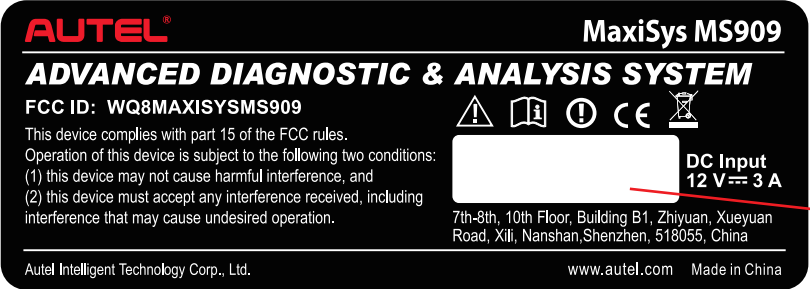 AUTEL®
MaxiSys MS909
ADVANCED DIAGNOSTIC & ANALYSIS SYSTEM
FCC ID: WQ8MAXISYSMS909
This device complies with part 15 of the FCC rules.
Operation of this device is subject to the following two conditions:
(1) this device may not cause harmful interference, and
(2) this device must accept any interference received, including
interference that may cause undesired operation.
CE
DC Input
12 V⎓ 3 A
7th-8th, 10th Floor, Building B1, Zhiyuan, Xueyuan
Road, Xili, Nanshan,Shenzhen, 518055, China
Autel Intelligent Technology Corp., Ltd.
www.autel.com Made in China